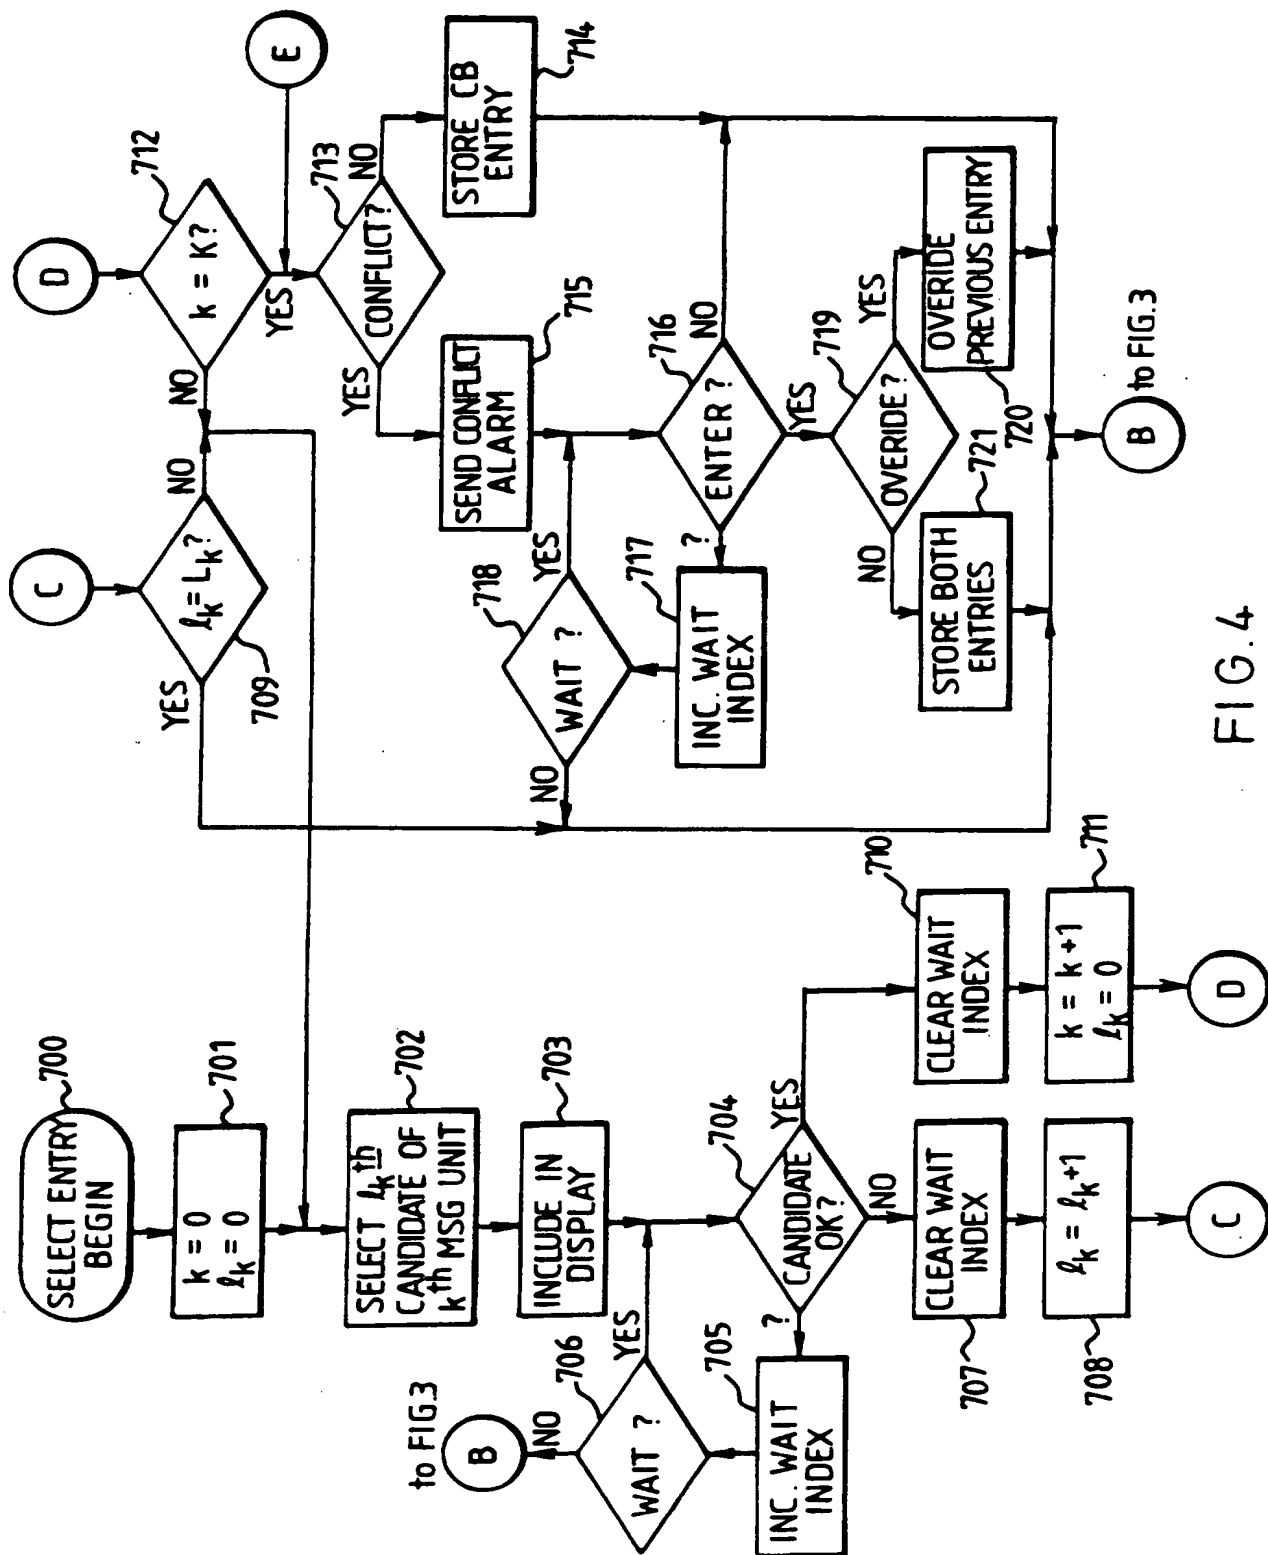 SELECT ENTRY
BEGIN
700
k = 0
ℓk = 0
701
SELECT ℓk th
CANDIDATE OF
kth MSG UNIT
702
INCLUDE IN
DISPLAY
703
CANDIDATE
OK?
704
YES
NO
?
INC. WAIT
INDEX
705
WAIT ?
706
YES
NO
B
to FIG.3
CLEAR WAIT
INDEX
707
ℓk = ℓk+1
708
C
CLEAR WAIT
INDEX
710
k = k+1
ℓk = 0
711
D
C
ℓk = Lk?
709
YES
NO
D
k = K?
712
NO
YES
E
CONFLICT?
713
YES
NO
STORE CB
ENTRY
714
SEND CONFLICT
ALARM
715
ENTER ?
716
NO
YES
?
INC. WAIT
INDEX
717
WAIT ?
718
YES
NO
OVERRIDE?
719
YES
NO
OVERIDE
PREVIOUS ENTRY
720
STORE BOTH
ENTRIES
721
B
to FIG.3
FIG.4